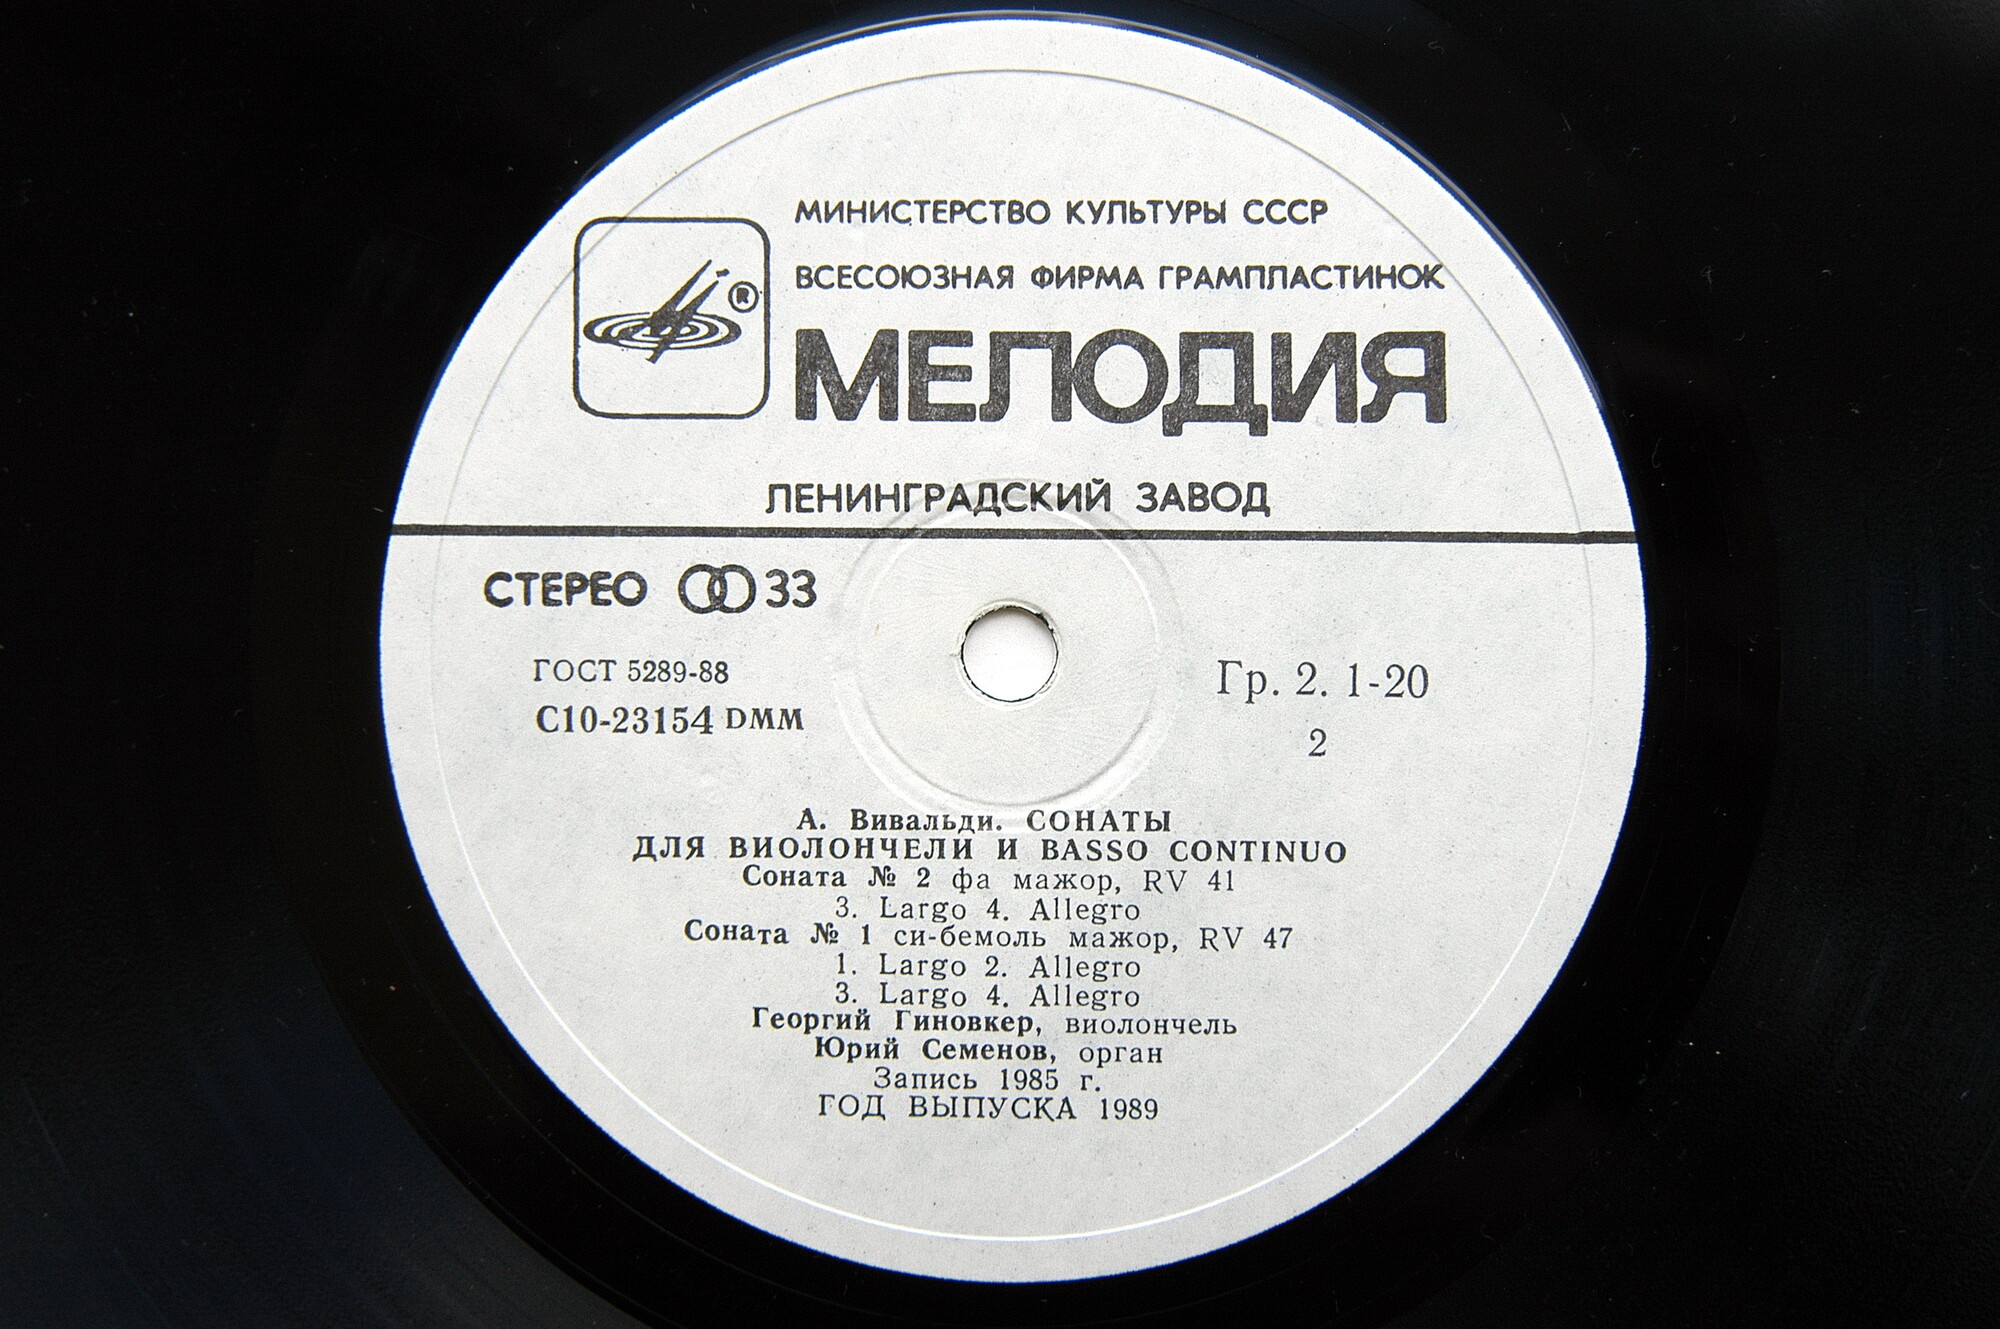 МИНИСТЕРСТВО КУЛЬТУРЫ СССР
ВСЕСОЮЗНАЯ ФИРМА ГРАМПЛАСТИНОК
®
МЕЛОДИЯ
ЛЕНИНГРАДСКИЙ ЗАВОД
СТЕРЕО 33
ГОСТ 5289-88
С10-23154 DMM
Гр. 2. 1-20
2
А. Вивальди. СОНАТЫ
ДЛЯ ВИОЛОНЧЕЛИ И BASSO CONTINUO
Соната № 2 фа мажор, RV 41
3. Largo 4. Allegro
Соната № 1 си-бемоль мажор, RV 47
1. Largo 2. Allegro
3. Largo 4. Allegro
Георгий Гиновкер, виолончель
Юрий Семенов, орган
Запись 1985 г.
ГОД ВЫПУСКА 1989